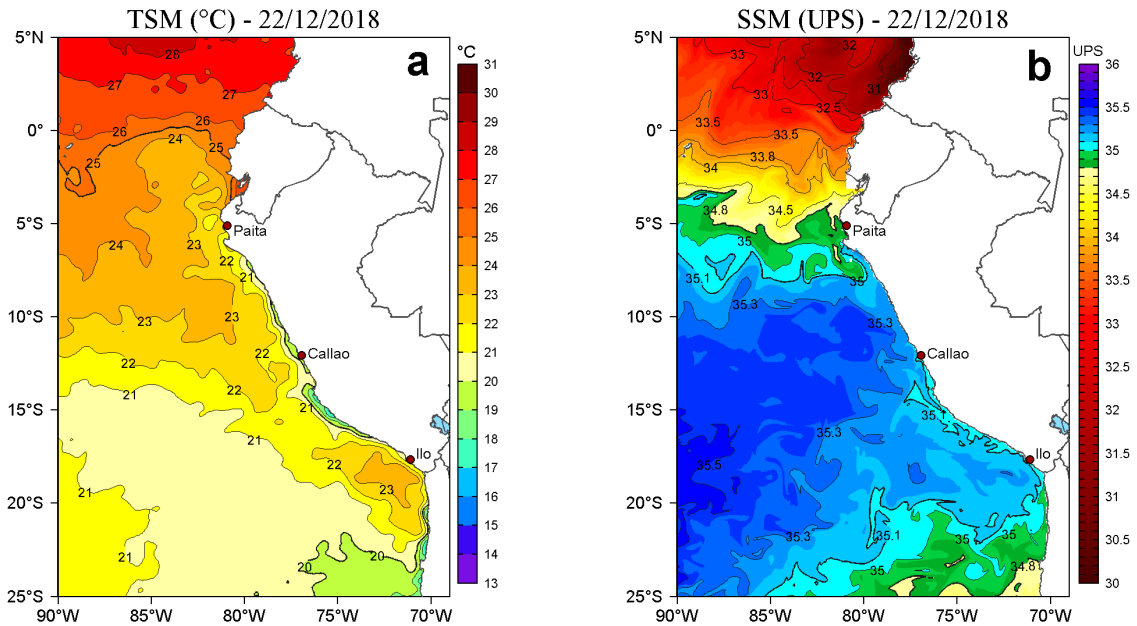 TSM (°C) - 22/12/2018
a
°C
31
30
29
28
27
26
25
24
23
22
21
20
19
18
17
16
15
14
13
5°N
0°
5°S
10°S
15°S
20°S
25°S
90°W
85°W
80°W
75°W
70°W
28
27
27
26
26
25
24
25
24
23
22
21
23
23
22
22
22
21
21
21
22
23
21
21
20
20
Paita
Callao
Ilo
SSM (UPS) - 22/12/2018
b
UPS
36
35.5
35
34.5
34
33.5
33
32.5
32
31.5
31
30.5
30
5°N
0°
5°S
10°S
15°S
20°S
25°S
90°W
85°W
80°W
75°W
70°W
33
32
32
31
33
32.5
33.5
33.5
33.8
34
34.8
34.5
35
35
35.1
35.3
35.3
35.1
35.3
35.5
35.3
35.1
35
35
35
34.8
Paita
Callao
Ilo